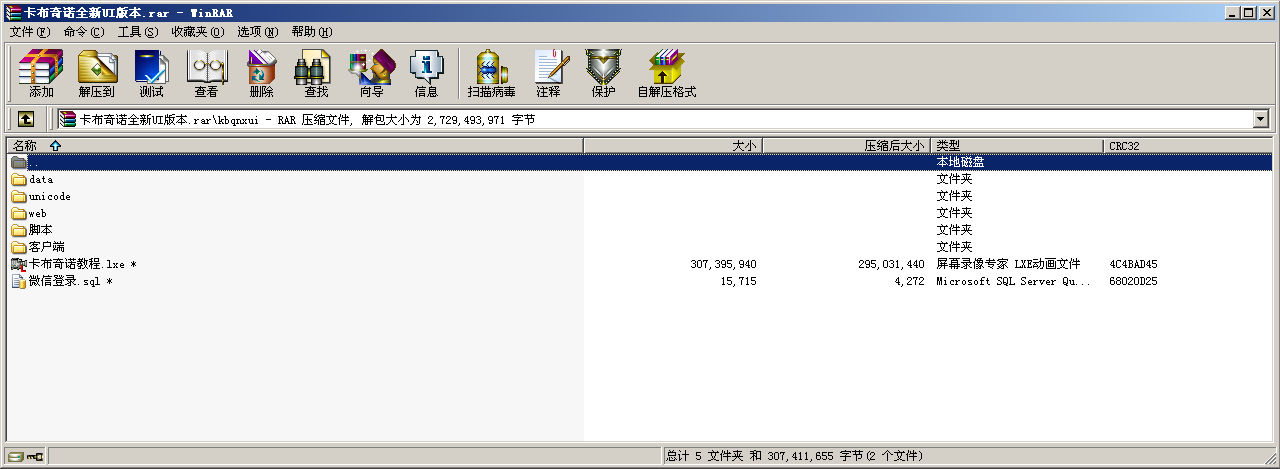 卡布奇诺全新UI版本.rar - WinRAR
文件(F) 命令(C) 工具(S) 收藏夹(O) 选项(N) 帮助(H)
添加 解压到 测试 查看 删除 查找 向导 信息 扫描病毒 注释 保护 自解压格式
卡布奇诺全新UI版本.rar\kbqnxui - RAR 压缩文件, 解包大小为 2,729,493,971 字节
名称 大小 压缩后大小 类型 CRC32
.. 本地磁盘
data 文件夹
unicode 文件夹
web 文件夹
脚本 文件夹
客户端 文件夹
卡布奇诺教程.lxe * 307,395,940 295,031,440 屏幕录像专家 LXE动画文件 4C4BAD45
微信登录.sql * 15,715 4,272 Microsoft SQL Server Qu... 68020D25
总计 5 文件夹 和 307,411,655 字节(2 个文件)